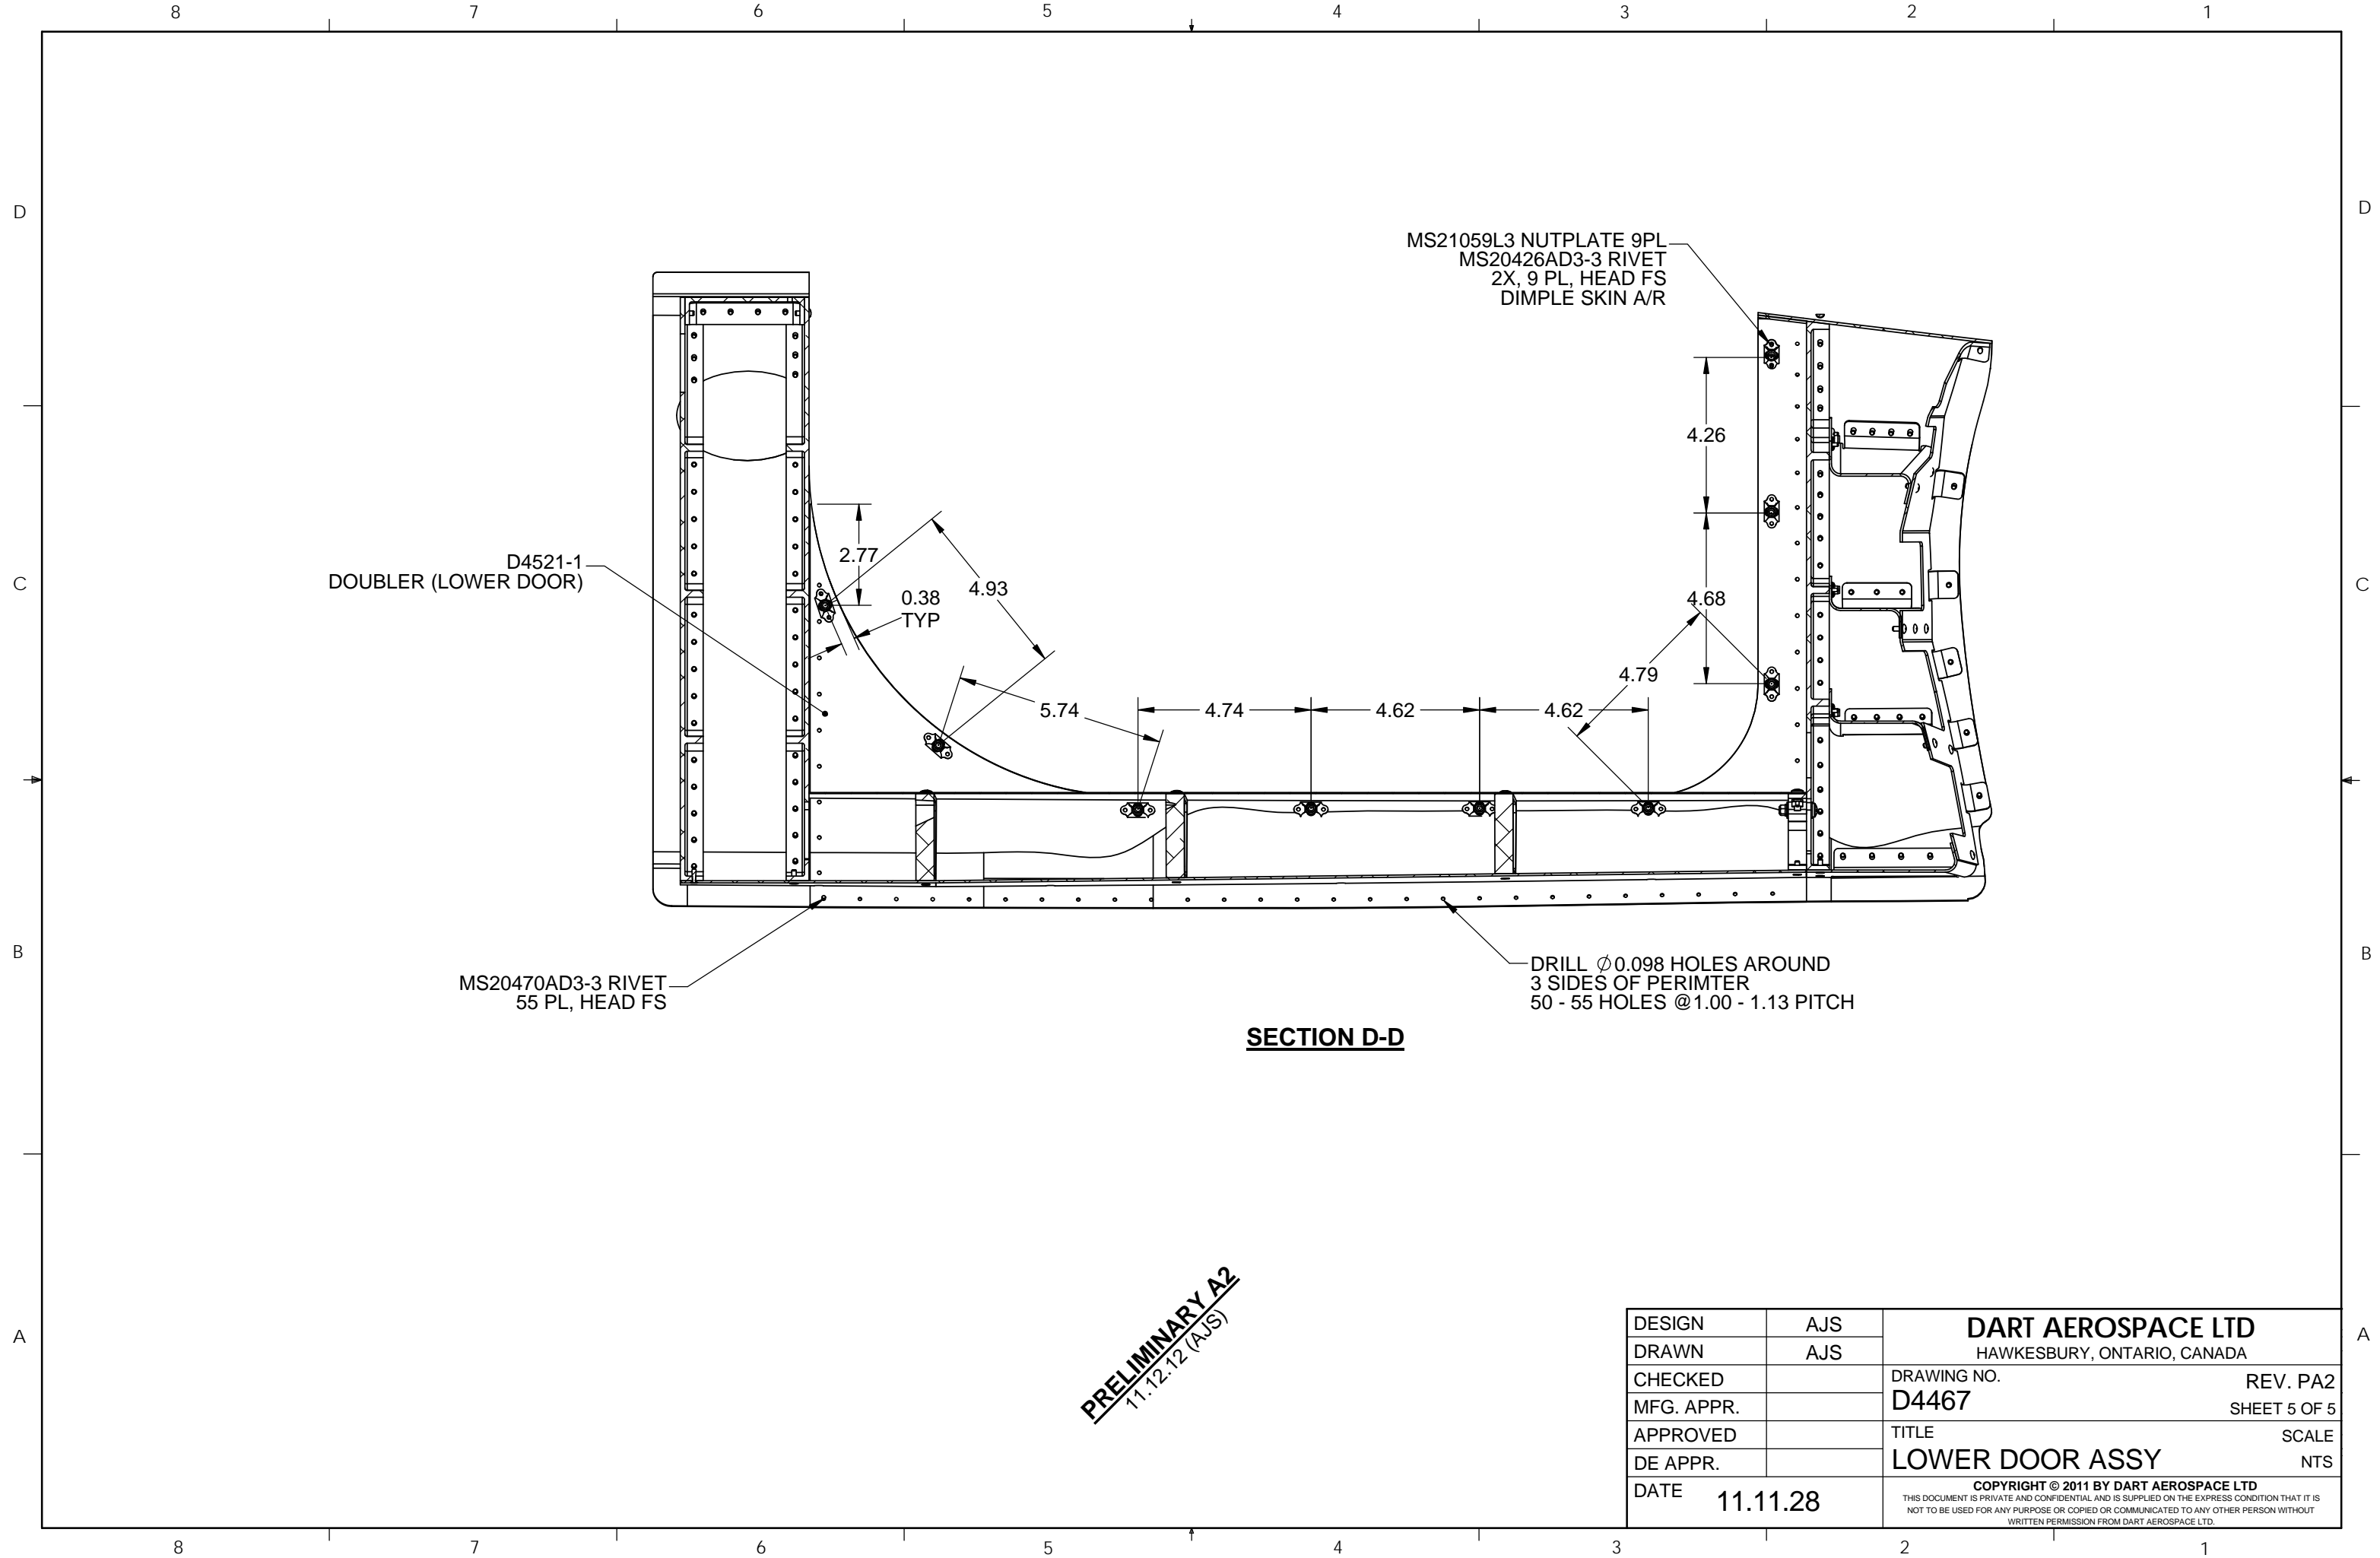 8 7 6 5 4 3 2 1
D
D
MS21059L3 NUTPLATE 9PL
MS20426AD3-3 RIVET
2X, 9 PL, HEAD FS
DIMPLE SKIN A/R
4.26
D4521-1
DOUBLER (LOWER DOOR)
2.77
4.93
0.38
TYP
4.68
C
C
4.79
5.74
4.74
4.62
4.62
B
B
MS20470AD3-3 RIVET
55 PL, HEAD FS
DRILL ∅0.098 HOLES AROUND
3 SIDES OF PERIMTER
50 - 55 HOLES @1.00 - 1.13 PITCH
SECTION D-D
PRELIMINARY A2
11.12.12 (AJS)
A
A
DESIGN AJS
DRAWN AJS
CHECKED
MFG. APPR.
APPROVED
DE APPR.
DATE 11.11.28
DART AEROSPACE LTD
HAWKESBURY, ONTARIO, CANADA
DRAWING NO. REV. PA2
D4467 SHEET 5 OF 5
TITLE SCALE
LOWER DOOR ASSY NTS
COPYRIGHT © 2011 BY DART AEROSPACE LTD
THIS DOCUMENT IS PRIVATE AND CONFIDENTIAL AND IS SUPPLIED ON THE EXPRESS CONDITION THAT IT IS
NOT TO BE USED FOR ANY PURPOSE OR COPIED OR COMMUNICATED TO ANY OTHER PERSON WITHOUT
WRITTEN PERMISSION FROM DART AEROSPACE LTD.
8 7 6 5 4 3 2 1